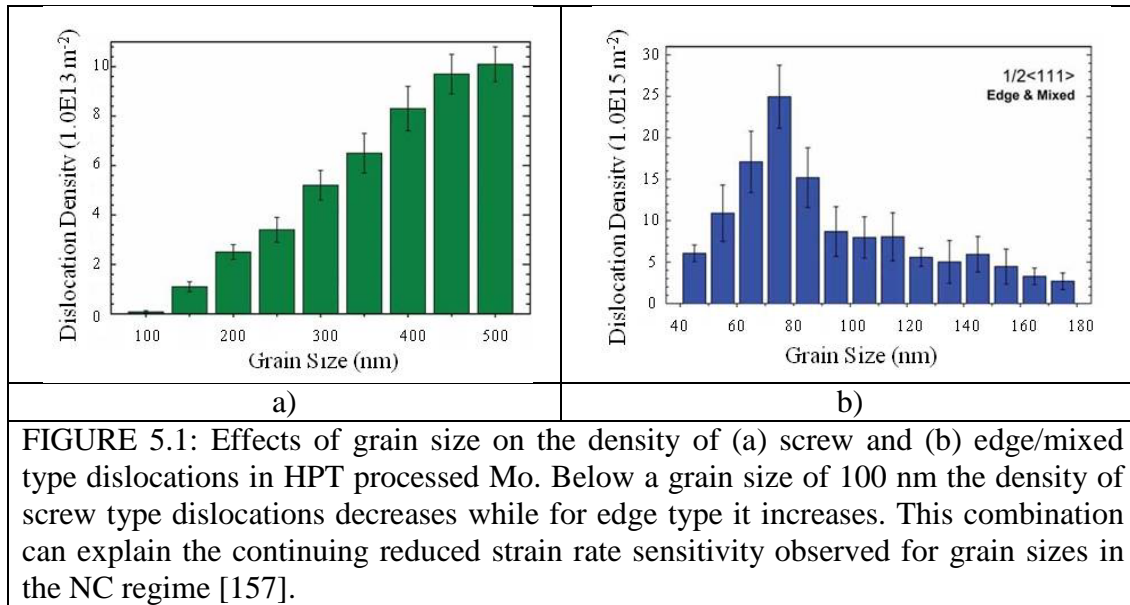 Dislocation Density (1.0E13 m-2)
10
8
6
4
2
0
100 200 300 400 500
Grain Size (nm)
Dislocation Density (1.0E15 m-2)
30
25
20
15
10
5
0
1/2<111>
Edge & Mixed
40 60 80 100 120 140 160 180
Grain Size (nm)
a) b)
FIGURE 5.1: Effects of grain size on the density of (a) screw and (b) edge/mixed
type dislocations in HPT processed Mo. Below a grain size of 100 nm the density of
screw type dislocations decreases while for edge type it increases. This combination
can explain the continuing reduced strain rate sensitivity observed for grain sizes in
the NC regime [157].